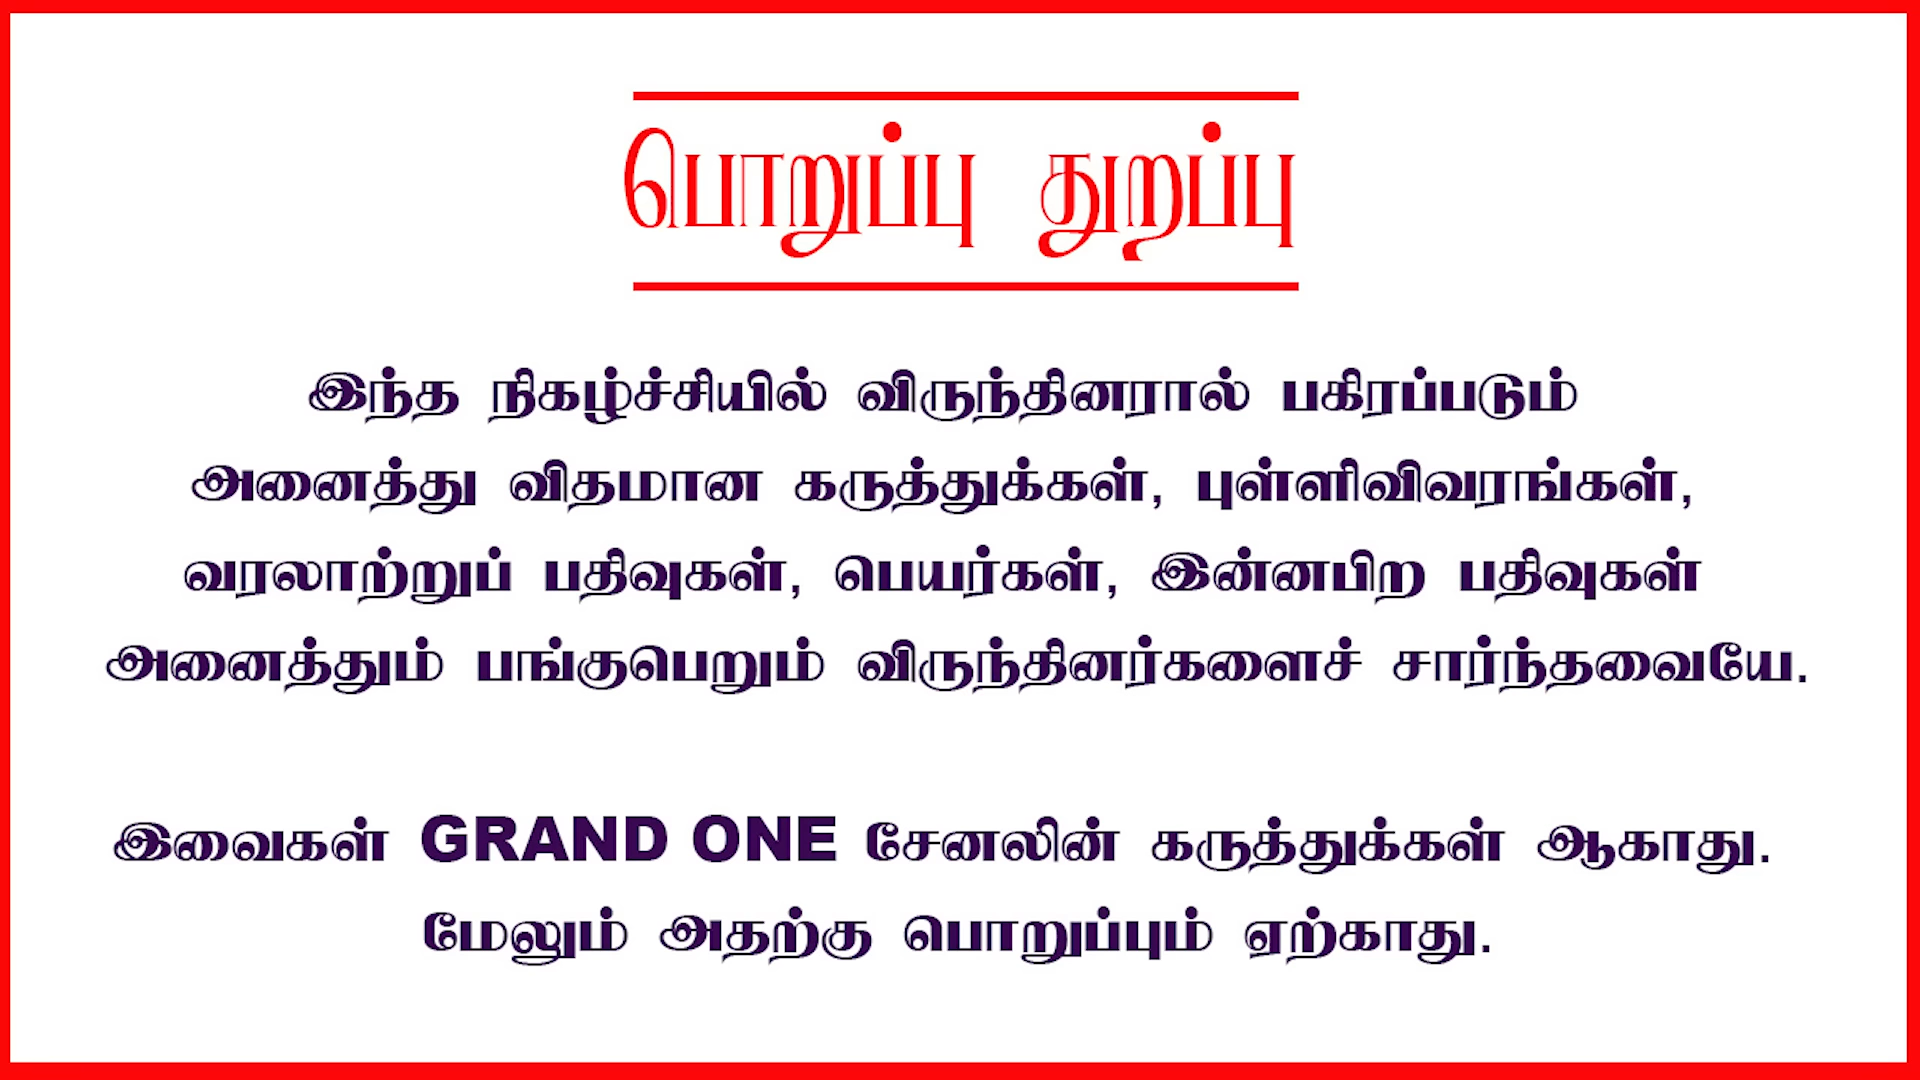 பொறுப்பு துறப்பு
இந்த நிகழ்ச்சியில் விருந்தினரால் பகிரப்படும்
அனைத்து விதமான கருத்துக்கள், புள்ளிவிவரங்கள்,
வரலாற்றுப் பதிவுகள், பெயர்கள், இன்னபிற பதிவுகள்
அனைத்தும் பங்குபெறும் விருந்தினர்களைச் சார்ந்தவையே.
இவைகள் GRAND ONE சேனலின் கருத்துக்கள் ஆகாது.
மேலும் அதற்கு பொறுப்பும் ஏற்காது.